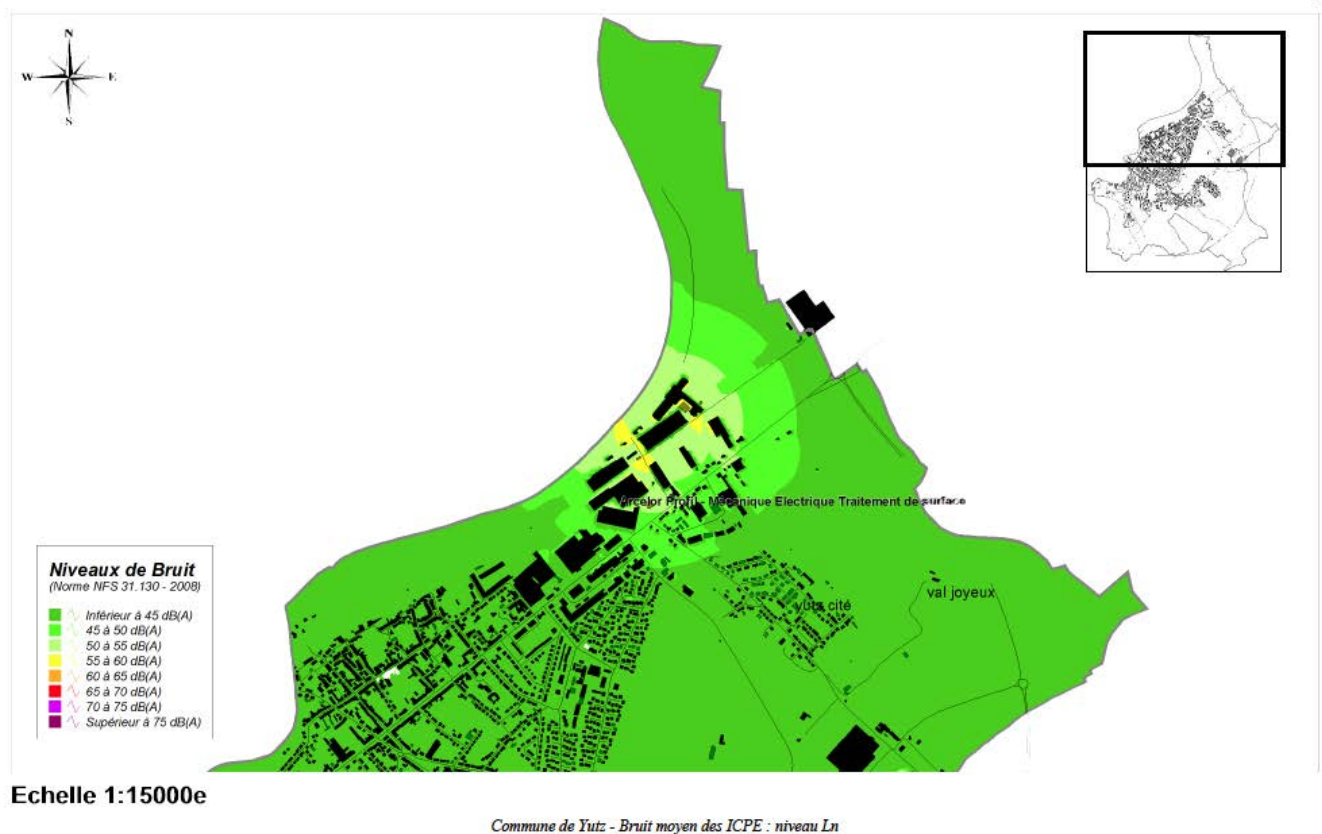 N
W E
S
Arcelor Profil - Mécanique Electrique Traitement de surface
val joyeux
yutz cité
Niveaux de Bruit
(Norme NFS 31.130 - 2008)
Inférieur à 45 dB(A)
45 à 50 dB(A)
50 à 55 dB(A)
55 à 60 dB(A)
60 à 65 dB(A)
65 à 70 dB(A)
70 à 75 dB(A)
Supérieur à 75 dB(A)
Echelle 1:15000e
Commune de Yutz - Bruit moyen des ICPE : niveau Ln